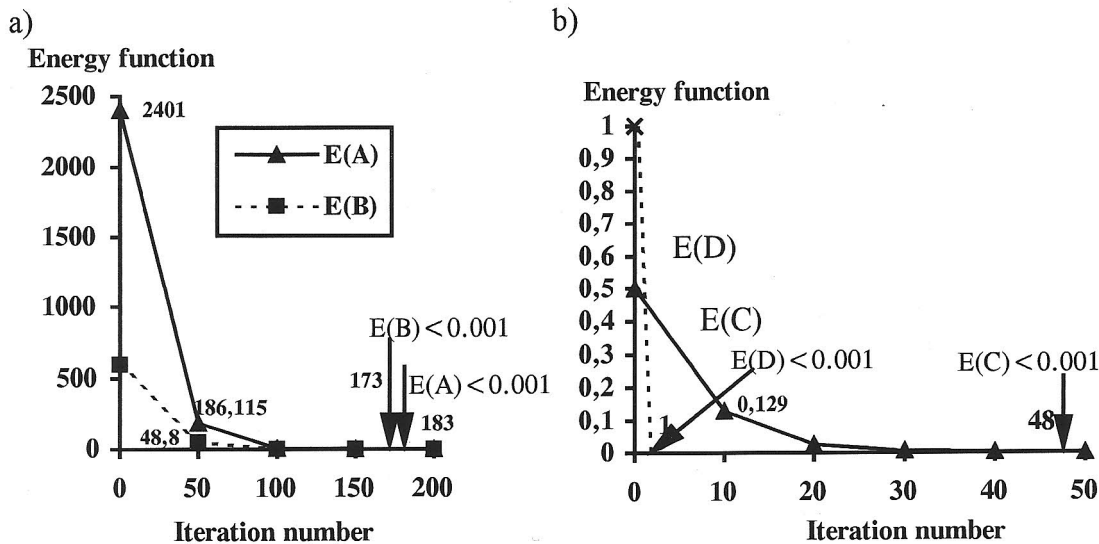 a)
Energy function
2500
2401
2000
1500
1000
500
0
E(A)
E(B)
E(B)<0.001
173
E(A)<0.001
186,115
183
48,8
0 50 100 150 200
Iteration number
b)
Energy function
1
0,9
0,8
0,7
0,6
0,5
0,4
0,3
0,2
0,1
0
E(D)
E(C)
E(D)<0.001
E(C)<0.001
0,129
1
48
0 10 20 30 40 50
Iteration number